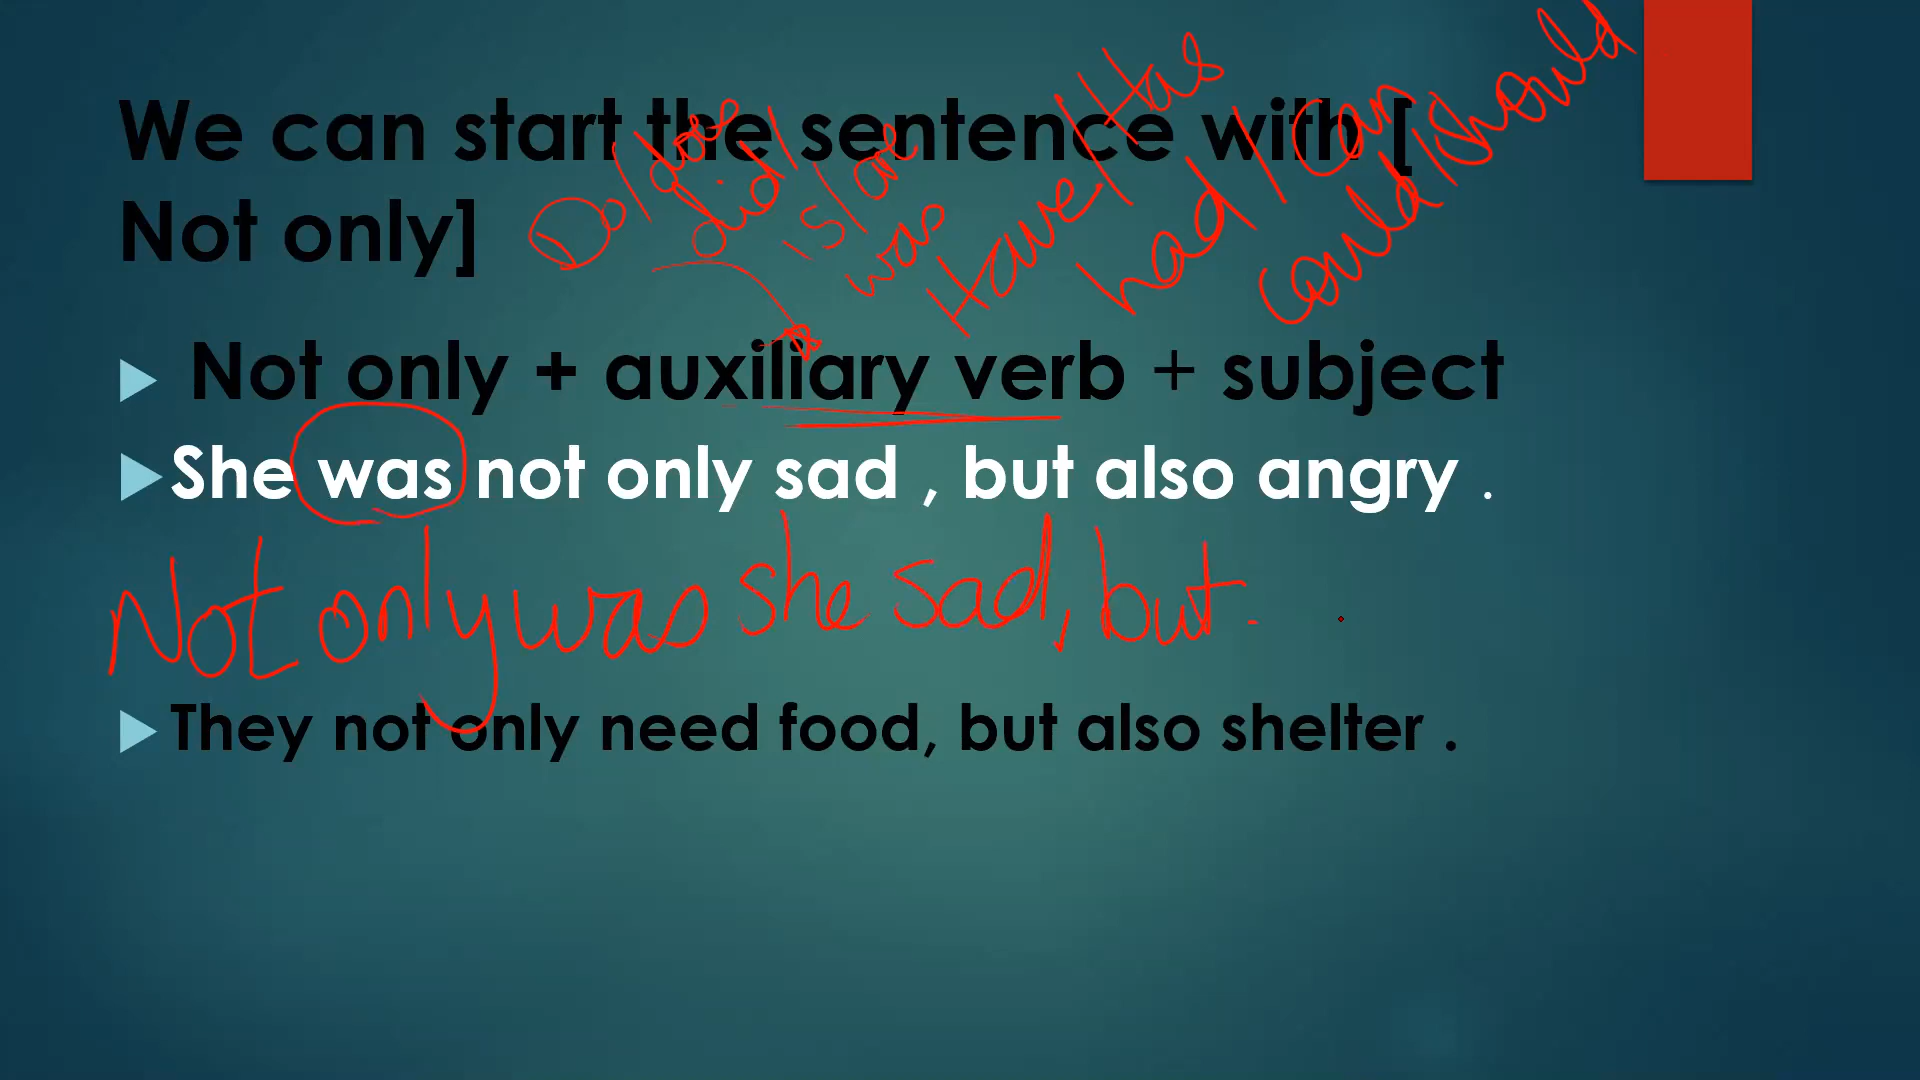 We can start the sentence with [
Not only]
Do/does
did/
is/are
was
Have/Has
had/can
could/should
Not only + auxiliary verb + subject
She was not only sad , but also angry .
Not only was she sad, but.
They not only need food, but also shelter .